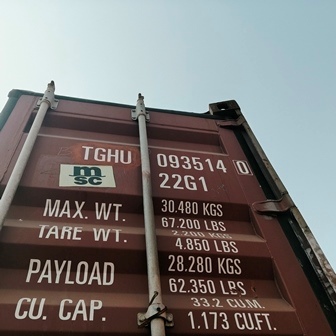 TGHU 093514 0
m
SC 22G1
MAX. WT. 30.480 KGS
67.200 LBS
TARE WT. 2.200 KGS
4.850 LBS
PAYLOAD 28.280 KGS
62.350 LBS
CU. CAP. 33.2 CU.M.
1.173 CU.FT.